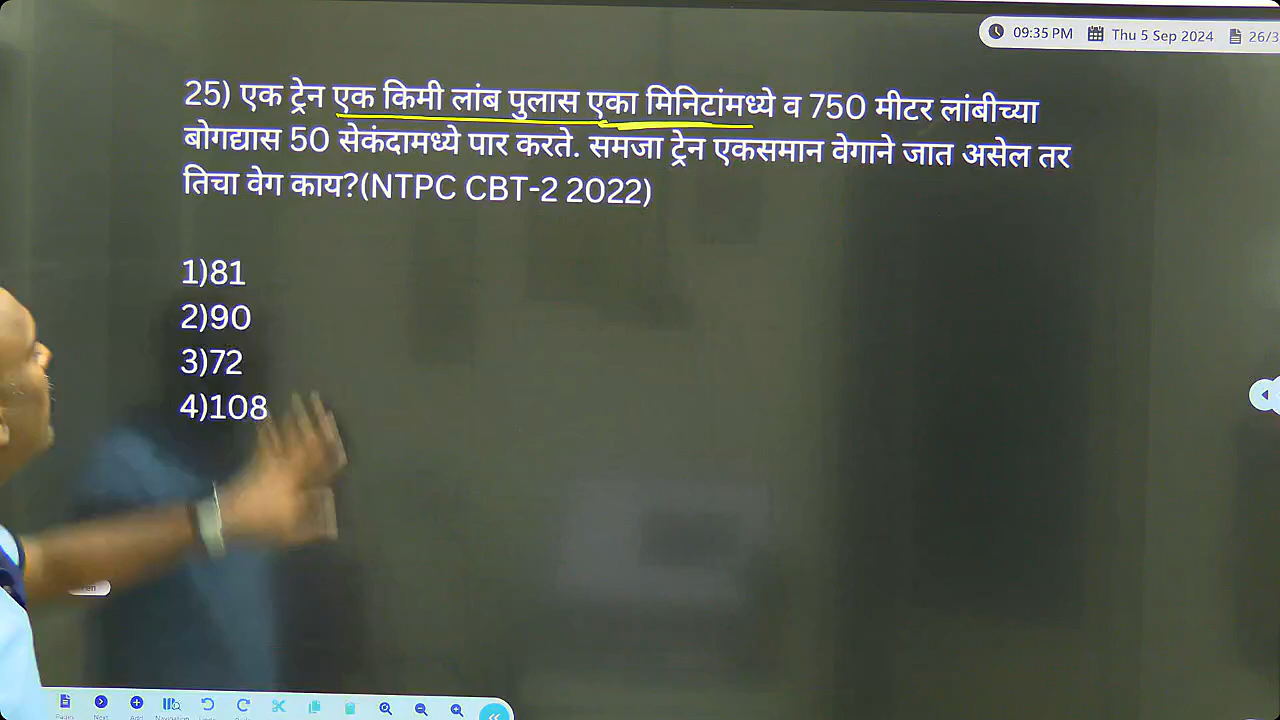 09:35 PM Thu 5 Sep 2024 26/3
25) एक ट्रेन एक किमी लांब पुलास एका मिनिटांमध्ये व 750 मीटर लांबीच्या
बोगद्यास 50 सेकंदामध्ये पार करते. समजा ट्रेन एकसमान वेगाने जात असेल तर
तिचा वेग काय?(NTPC CBT-2 2022)
1)81
2)90
3)72
4)108